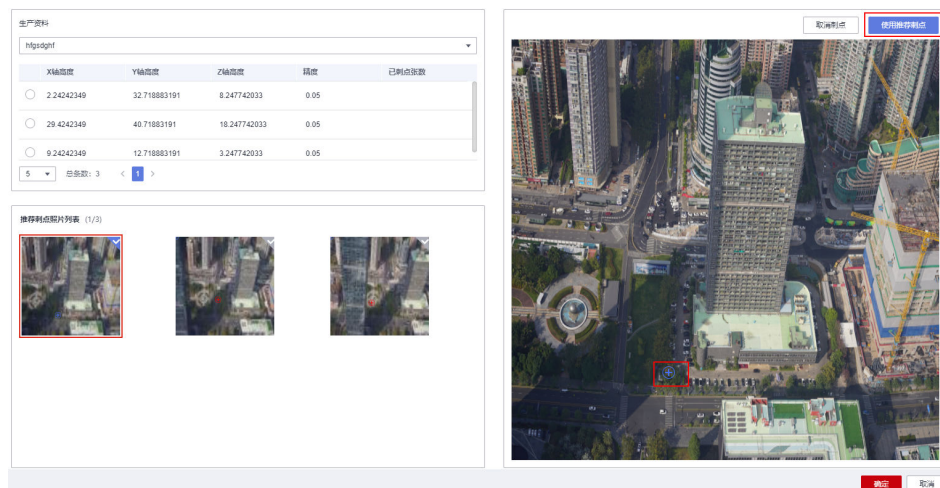 生产资料
hfgsdghf
X轴高度 Y轴高度 Z轴高度 精度 已刺点张数
2.24242349 32.718883191 8.247742033 0.05
29.4242349 40.71883191 18.247742033 0.05
9.24242349 12.718883191 3.247742033 0.05
5 总条数: 3 < 1 >
推荐刺点照片列表 (1/3)
取消刺点 使用推荐刺点
确定 取消